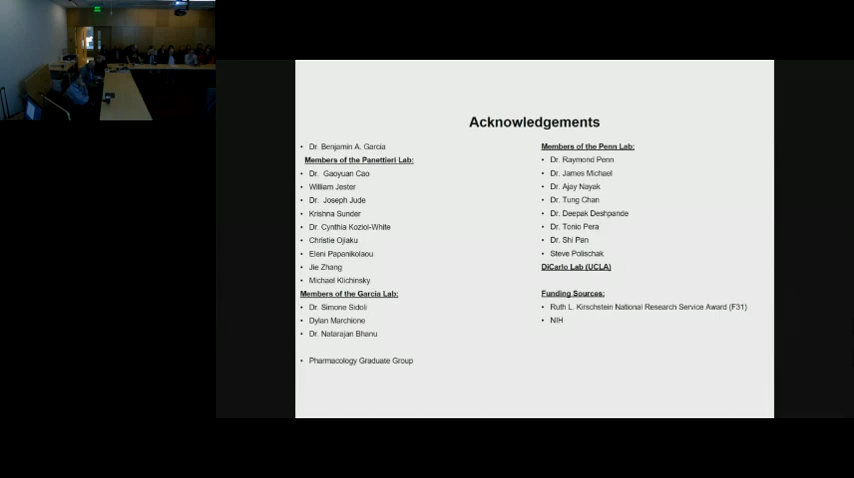 Acknowledgements
Dr. Benjamin A. Garcia
Members of the Panettieri Lab:
Dr. Gaoyuan Cao
William Jester
Dr. Joseph Jude
Krishna Sunder
Dr. Cynthia Koziol-White
Christie Ojiaku
Eleni Papanikolaou
Jie Zhang
Michael Klichinsky
Members of the Garcia Lab:
Dr. Simone Sidoli
Dylan Marchione
Dr. Natarajan Bhanu
Pharmacology Graduate Group
Members of the Penn Lab:
Dr. Raymond Penn
Dr. James Michael
Dr. Ajay Nayak
Dr. Tung Chan
Dr. Deepak Deshpande
Dr. Tonio Pera
Dr. Shi Pan
Steve Polischak
DiCarlo Lab (UCLA)
Funding Sources:
Ruth L. Kirschstein National Research Service Award (F31)
NIH